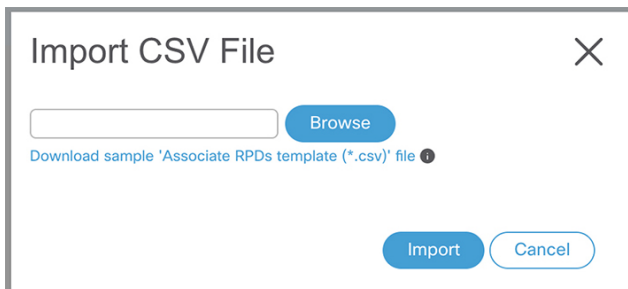 Import CSV File
Browse
Download sample 'Associate RPDs template (*.csv)' file
Import Cancel